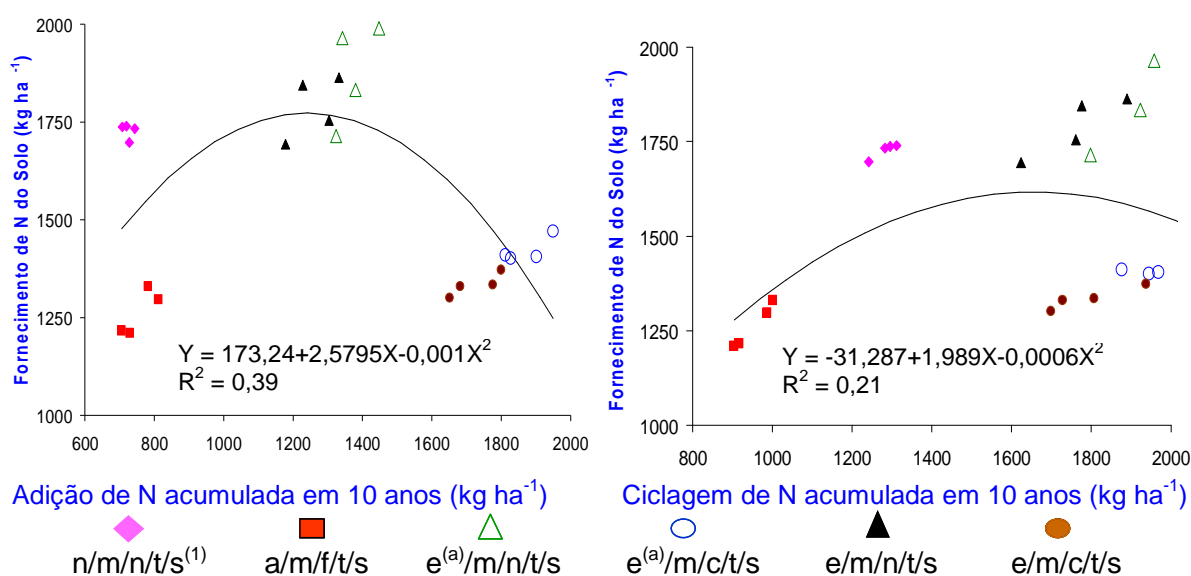 Fornecimento de N do Solo (kg ha ⁻¹)
2000
1750
1500
1250
1000
600 800 1000 1200 1400 1600 1800 2000
Y = 173,24+2,5795X-0,001X²
R² = 0,39
Adição de N acumulada em 10 anos (kg ha⁻¹)
Fornecimento de N do Solo (kg ha ⁻¹)
2000
1750
1500
1250
1000
800 1000 1200 1400 1600 1800 2000
Y = -31,287+1,989X-0,0006X²
R² = 0,21
Ciclagem de N acumulada em 10 anos (kg ha⁻¹)
n/m/n/t/s⁽¹⁾ a/m/f/t/s e⁽ᵃ⁾/m/n/t/s e⁽ᵃ⁾/m/c/t/s e/m/n/t/s e/m/c/t/s